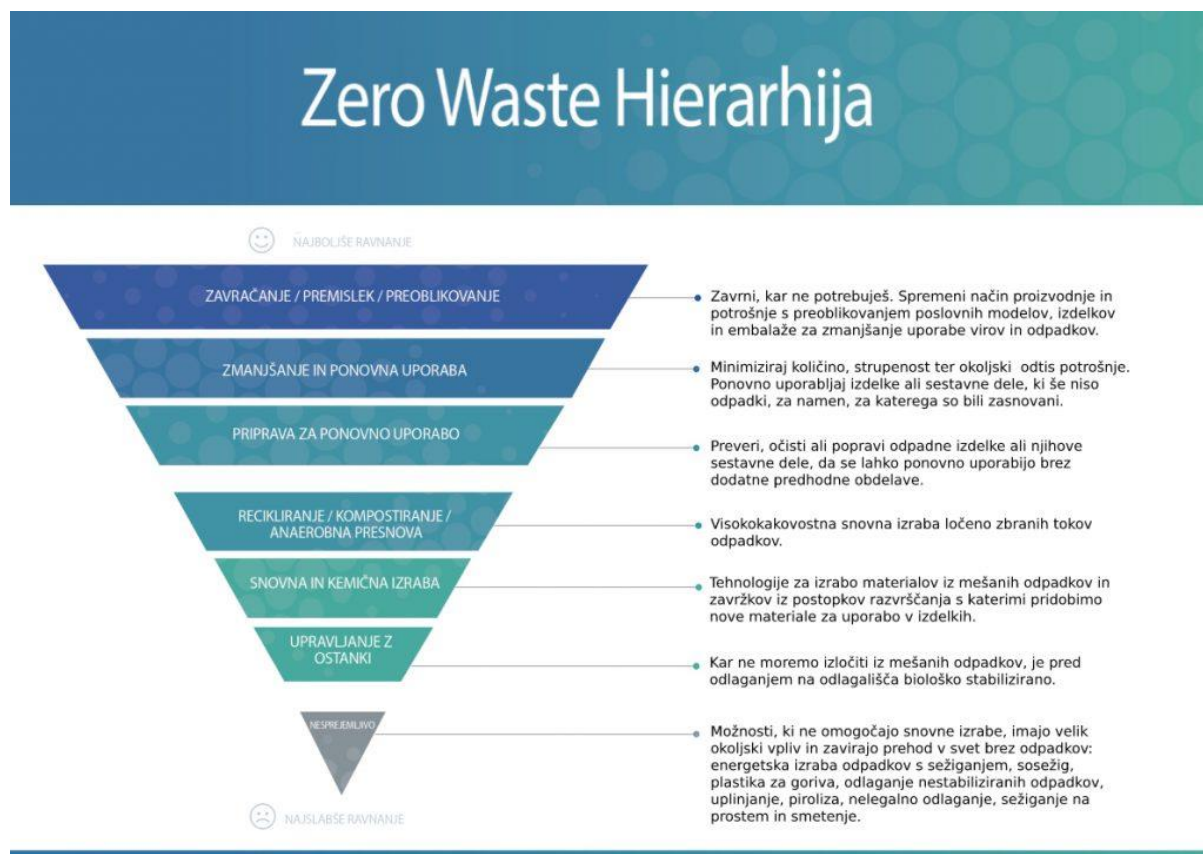 Zero Waste Hierarhija
NAJBOLJŠE RAVNANJE
ZAVRAČANJE / PREMISLEK / PREOBLIKOVANJE
Zavrni, kar ne potrebuješ. Spremeni način proizvodnje in
potrošnje s preoblikovanjem poslovnih modelov, izdelkov
in embalaže za zmanjšanje uporabe virov in odpadkov.
ZMANJŠANJE IN PONOVNA UPORABA
Minimiziraj količino, strupenost ter okoljski odtis potrošnje.
Ponovno uporabljaj izdelke ali sestavne dele, ki še niso
odpadki, za namen, za katerega so bili zasnovani.
PRIPRAVA ZA PONOVNO UPORABO
Preveri, očisti ali popravi odpadne izdelke ali njihove
sestavne dele, da se lahko ponovno uporabijo brez
dodatne predhodne obdelave.
RECIKLIRANJE / KOMPOSTIRANJE /
ANAEROBNA PRESNOVA
Visokokakovostna snovna izraba ločeno zbranih tokov
odpadkov.
SNOVNA IN KEMIČNA IZRABA
Tehnologije za izrabo materialov iz mešanih odpadkov in
zavržkov iz postopkov razvrščanja s katerimi pridobimo
nove materiale za uporabo v izdelkih.
UPRAVLJANJE Z
OSTANKI
Kar ne moremo izločiti iz mešanih odpadkov, je pred
odlaganjem na odlagališča biološko stabilizirano.
NESPREJEMLJIVO
Možnosti, ki ne omogočajo snovne izrabe, imajo velik
okoljski vpliv in zavirajo prehod v svet brez odpadkov:
energetska izraba odpadkov s sežiganjem, sosežig,
plastika za goriva, odlaganje nestabiliziranih odpadkov,
uplinjanje, piroliza, nelegalno odlaganje, sežiganje na
prostem in smetenje.
NAJSLABŠE RAVNANJE